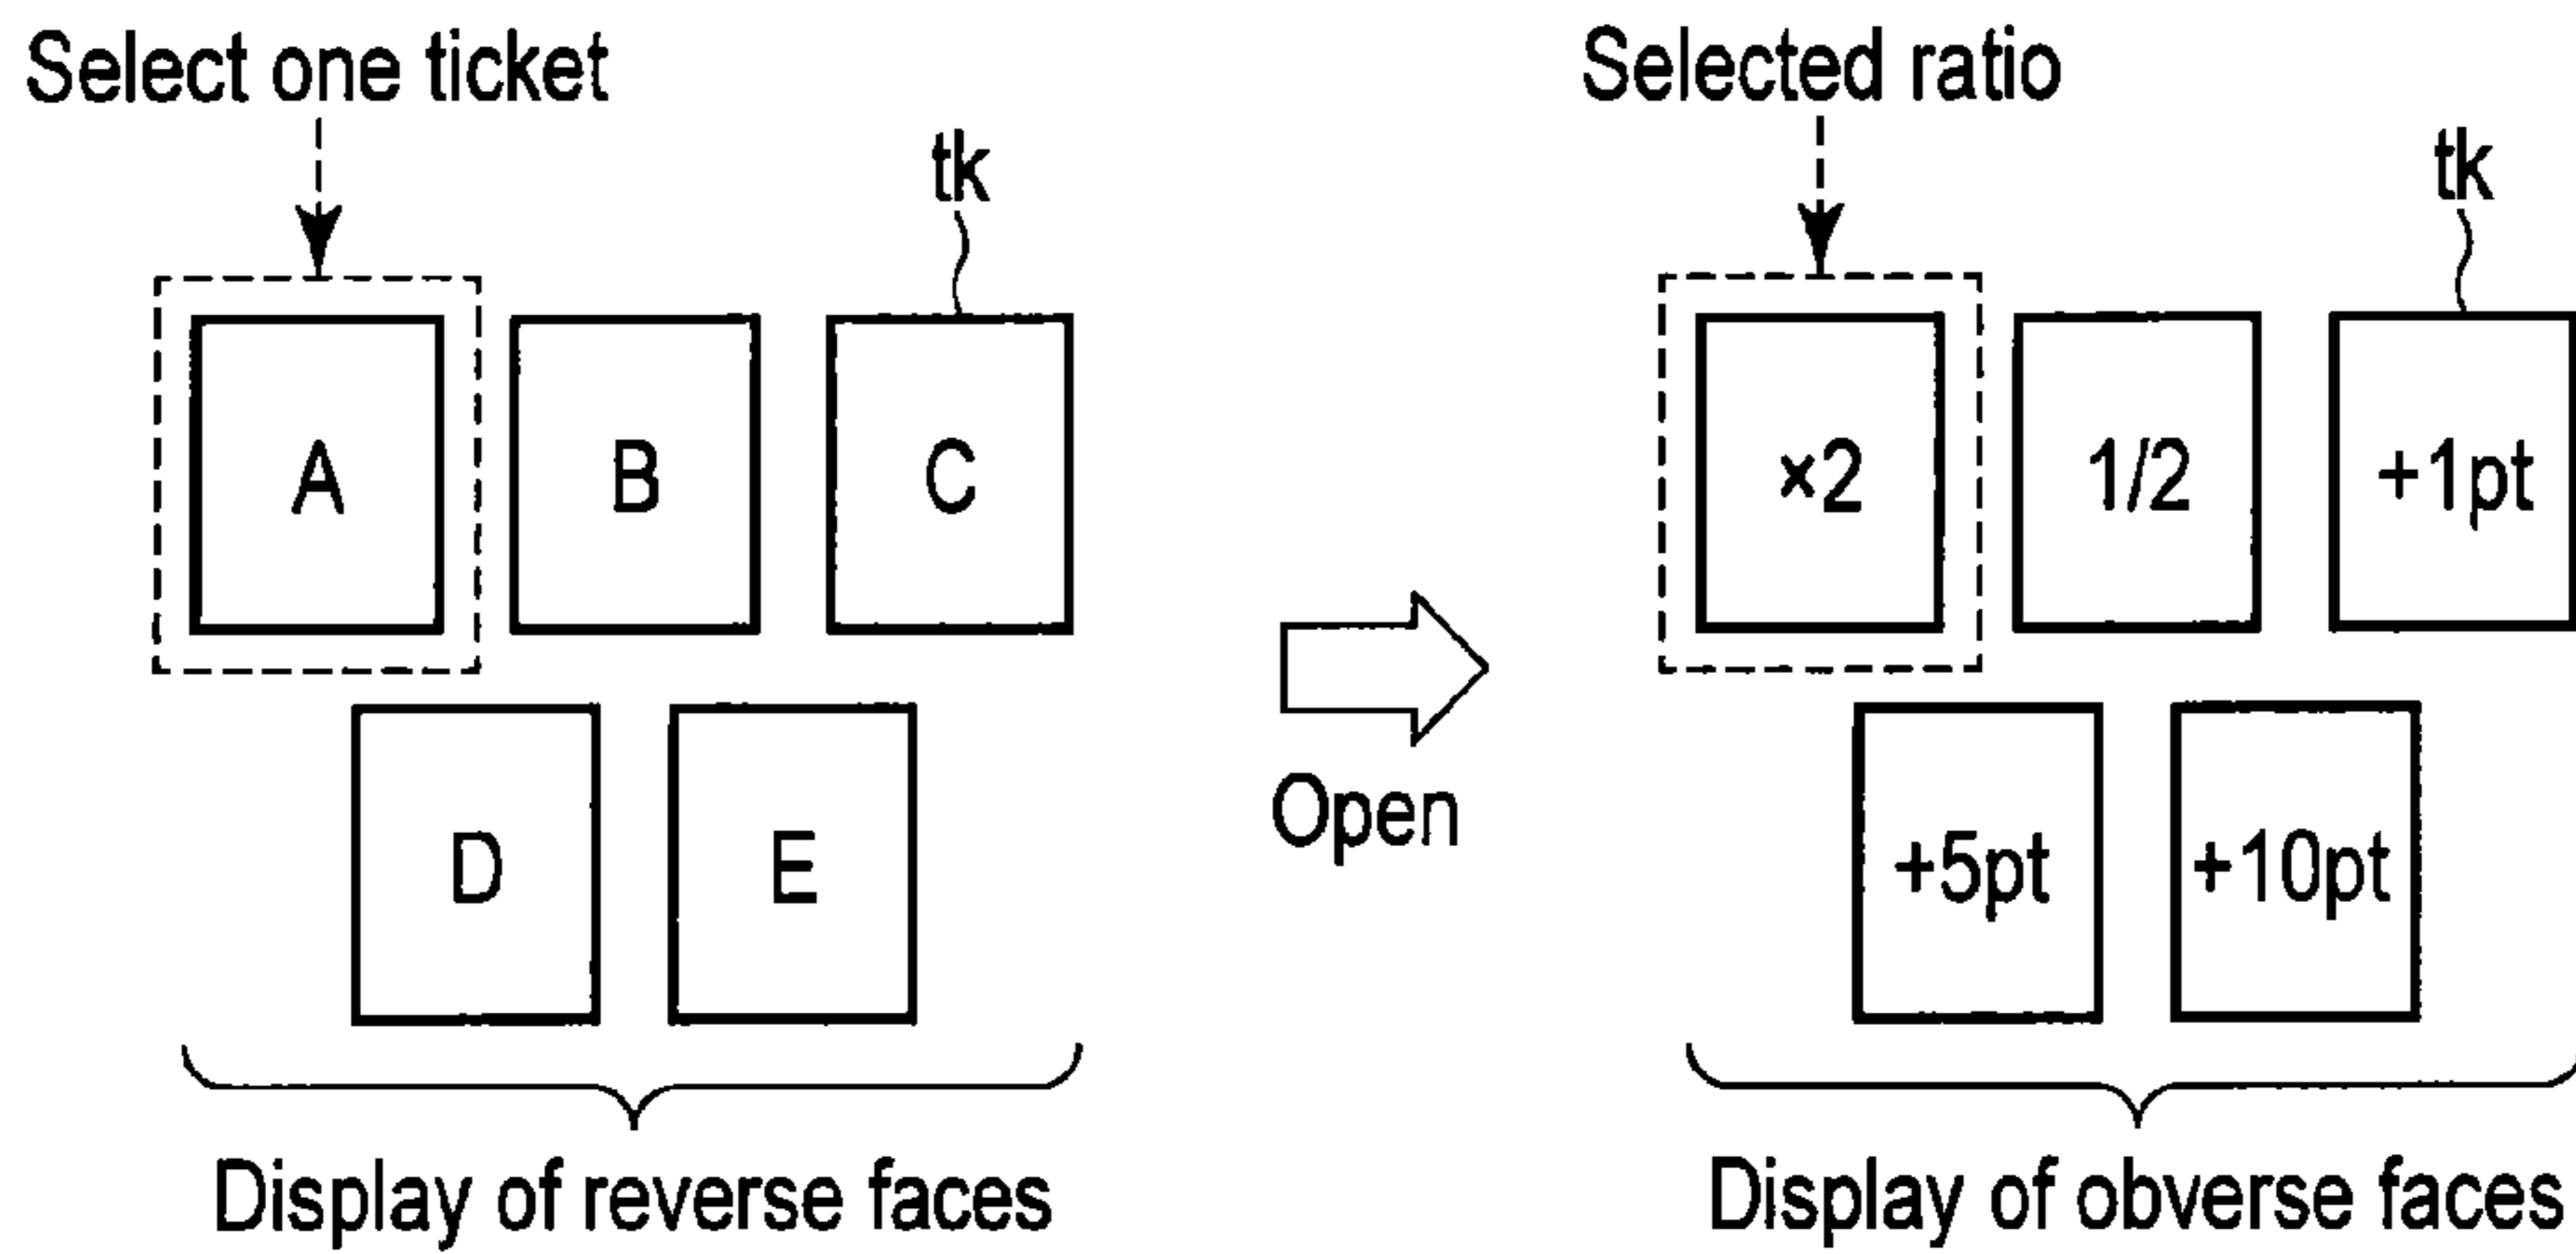 Select one ticket
Selected ratio
tk
tk
A
B
C
×2
1/2
+1pt
Open
D
E
+5pt
+10pt
Display of reverse faces
Display of obverse faces